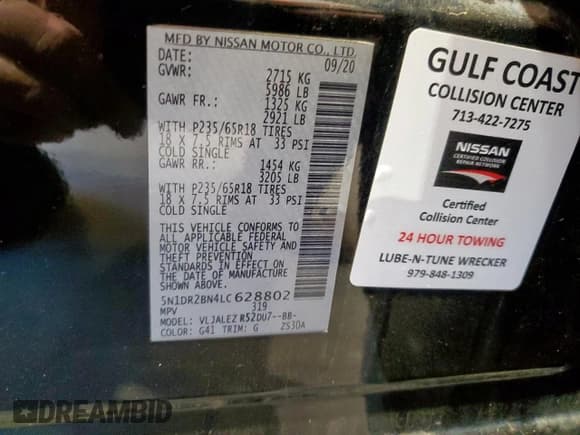 MFD BY NISSAN MOTOR CO., LTD.
DATE: 09/20
GVWR: 2715 KG
5986 LB
GAWR FR.: 1325 KG
2921 LB
WITH P235/65R18 TIRES
18 X 7.5 RIMS AT 33 PSI
COLD SINGLE
GAWR RR.: 1454 KG
3205 LB
WITH P235/65R18 TIRES
18 X 7.5 RIMS AT 33 PSI
COLD SINGLE
THIS VEHICLE CONFORMS TO
ALL APPLICABLE FEDERAL
MOTOR VEHICLE SAFETY AND
THEFT PREVENTION
STANDARDS IN EFFECT ON
THE DATE OF MANUFACTURE
SHOWN ABOVE.
5N1DR2BN4LC628802
MPV 319
MODEL: VLJALEZ R52DU7--BB-
COLOR: G41 TRIM: G ZS30A
GULF COAST
COLLISION CENTER
713-422-7275
NISSAN
CERTIFIED COLLISION
REPAIR NETWORK
Certified
Collision Center
24 HOUR TOWING
LUBE-N-TUNE WRECKER
979-848-1309
DREAMBID